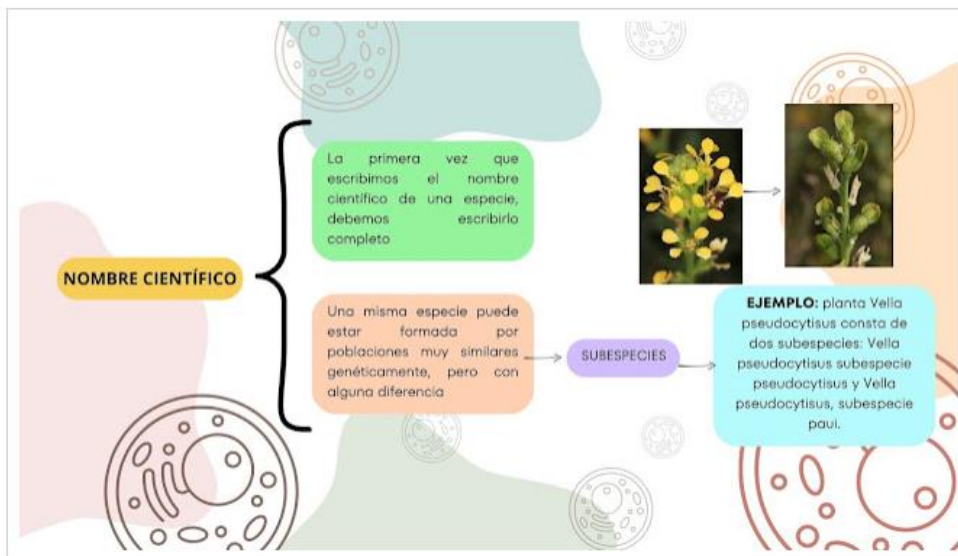 NOMBRE CIENTÍFICO
La primera vez que
escribimos el nombre
científico de una especie,
debemos escribirlo
completo
Una misma especie puede
estar formada por
poblaciones muy similares
genéticamente, pero con
alguna diferencia
SUBESPECIES
EJEMPLO: planta Vella
pseudocytisus consta de
dos subespecies: Vella
pseudocytisus subespecie
pseudocytisus y Vella
pseudocytisus, subespecie
paui.